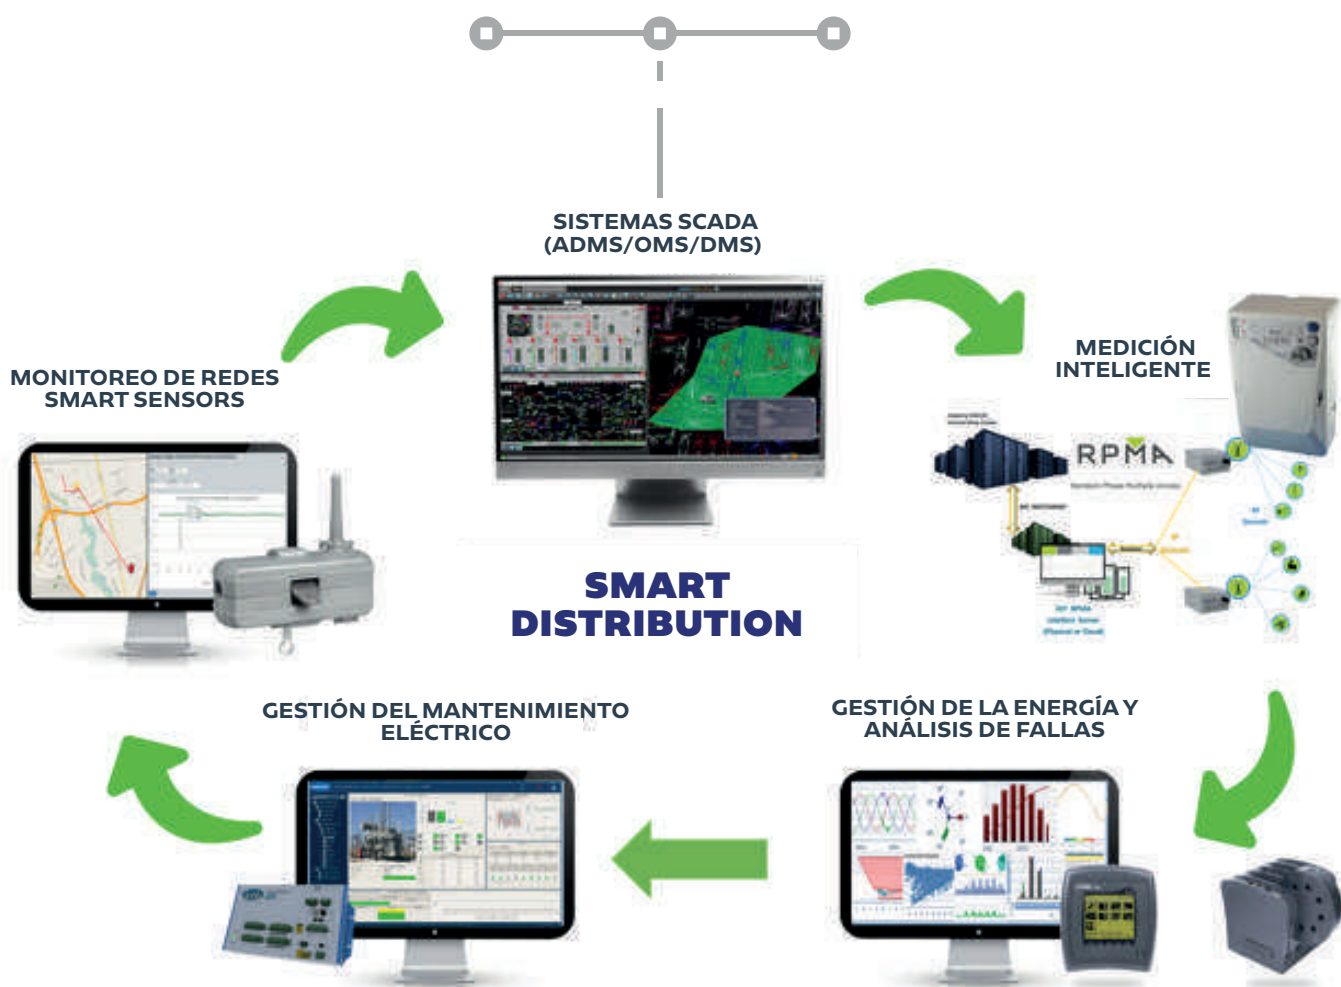 SISTEMAS SCADA
(ADMS/OMS/DMS)
MONITOREO DE REDES
SMART SENSORS
MEDICIÓN
INTELIGENTE
RPMA
SMART
DISTRIBUTION
GESTIÓN DEL MANTENIMIENTO
ELÉCTRICO
GESTIÓN DE LA ENERGÍA Y
ANÁLISIS DE FALLAS